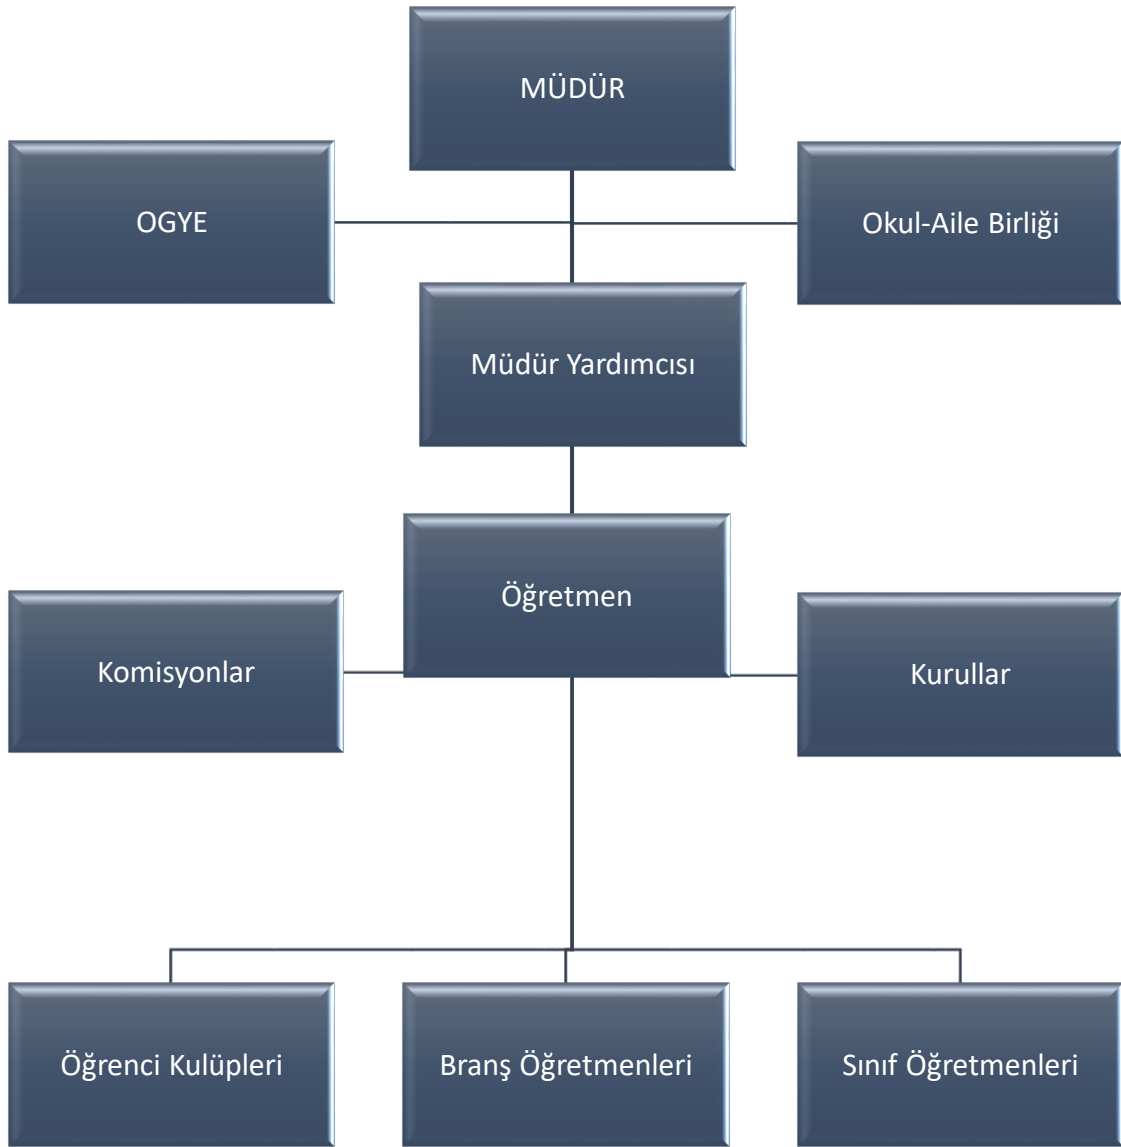 MÜDÜR
OGYE
Okul-Aile Birliği
Müdür Yardımcısı
Öğretmen
Komisyonlar
Kurullar
Öğrenci Kulüpleri
Branş Öğretmenleri
Sınıf Öğretmenleri